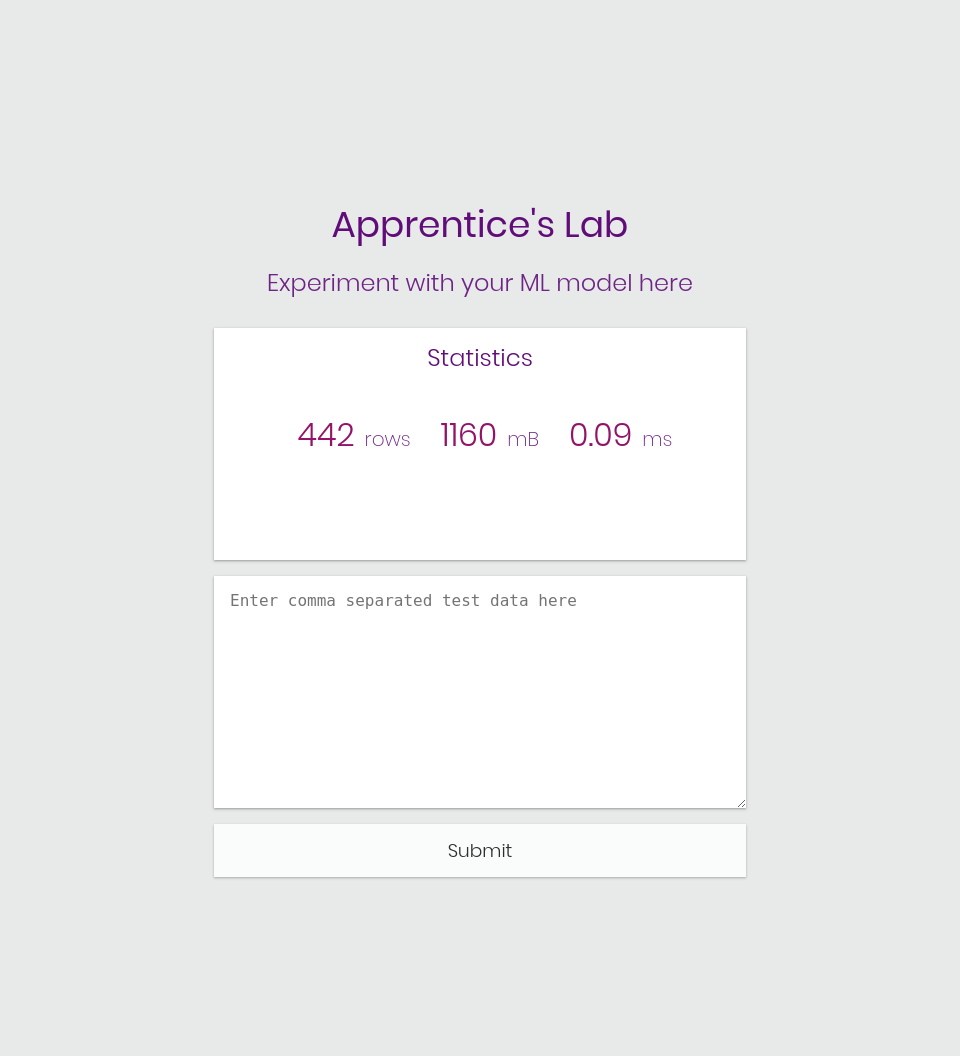 Apprentice's Lab
Experiment with your ML model here
Statistics
442 rows 1160 mB 0.09 ms
Enter comma separated test data here
Submit